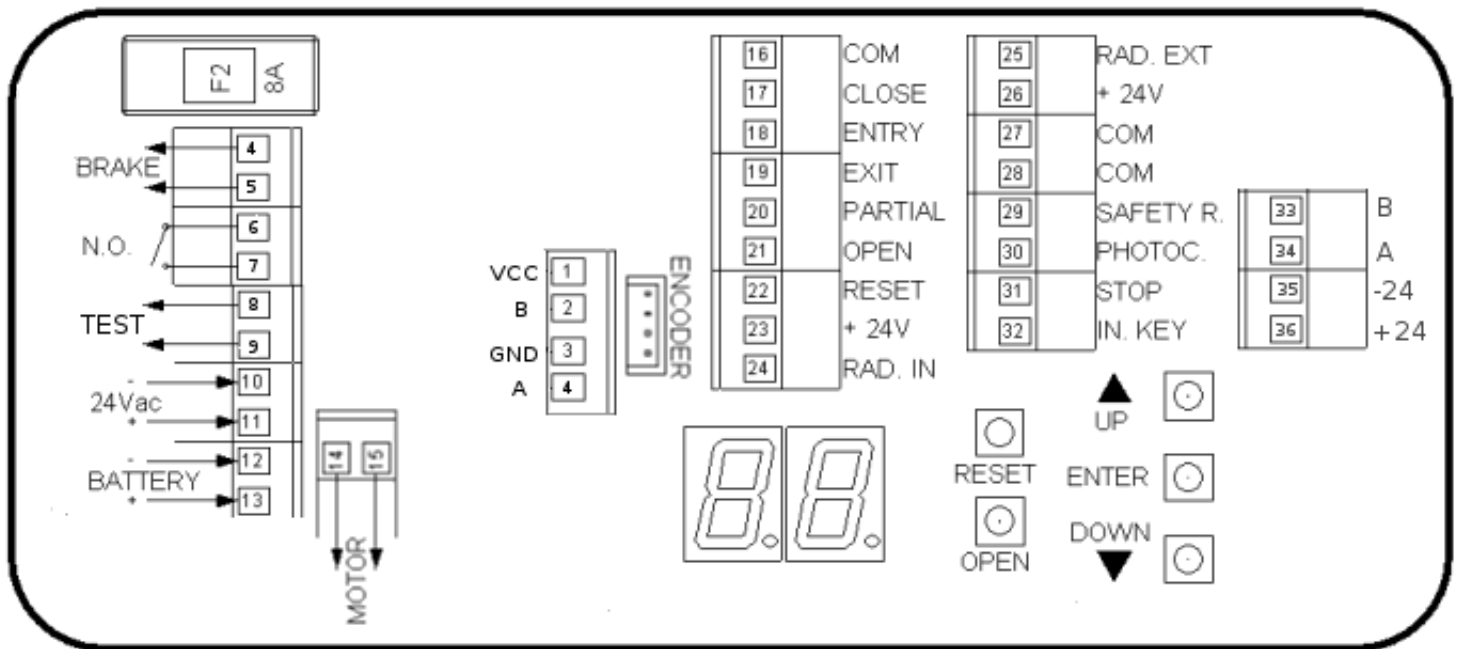 F2 8A
4
BRAKE
5
6
N.O.
7
8
TEST
9
- 10
24Vac
+ 11
- 12
BATTERY
+ 13
14 15
MOTOR
VCC 1
B 2
GND 3
A 4
ENCODER
16 COM
17 CLOSE
18 ENTRY
19 EXIT
20 PARTIAL
21 OPEN
22 RESET
23 + 24V
24 RAD. IN
25 RAD. EXT
26 + 24V
27 COM
28 COM
29 SAFETY R.
30 PHOTOC.
31 STOP
32 IN. KEY
33 B
34 A
35 -24
36 +24
8.8.
RESET
OPEN
UP
ENTER
DOWN